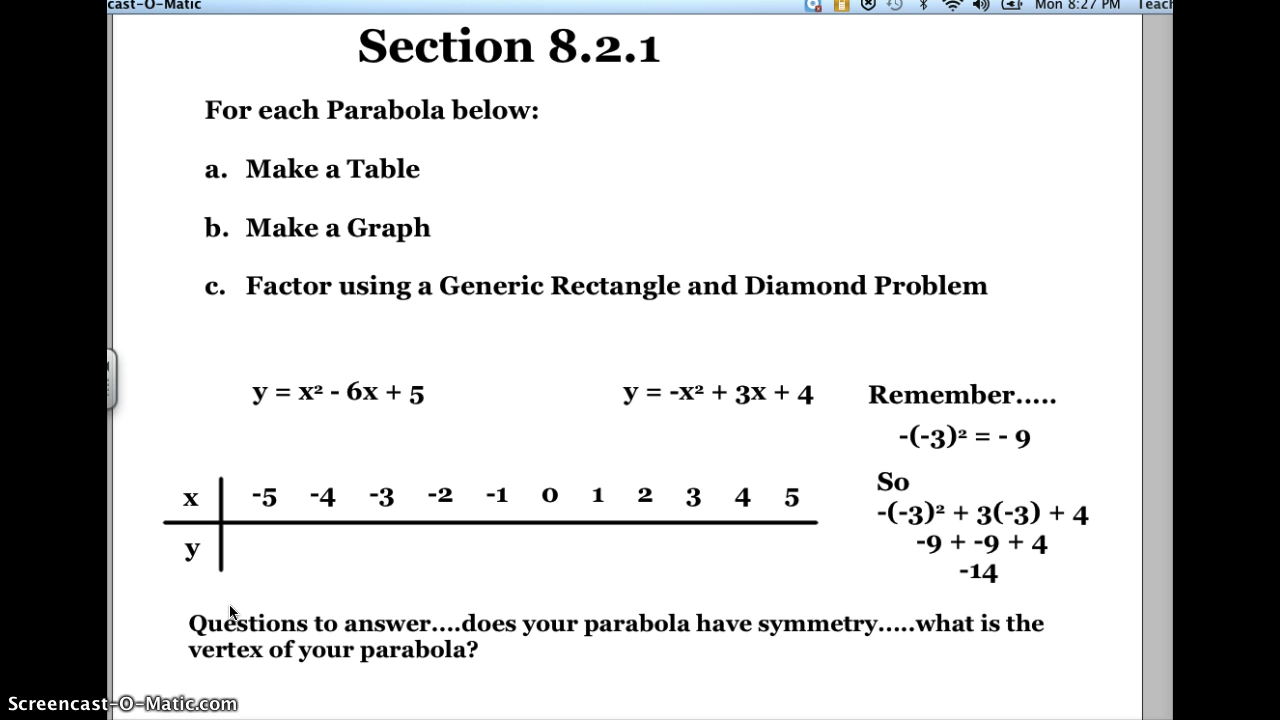 cast-O-Matic Mon 8:27 PM Teach
Section 8.2.1
For each Parabola below:
a. Make a Table
b. Make a Graph
c. Factor using a Generic Rectangle and Diamond Problem
y = x² - 6x + 5 y = -x² + 3x + 4 Remember.....
-(-3)² = - 9
So
x -5 -4 -3 -2 -1 0 1 2 3 4 5
-(-3)² + 3(-3) + 4
-9 + -9 + 4
y
-14
Questions to answer....does your parabola have symmetry.....what is the
vertex of your parabola?
Screencast-O-Matic.com